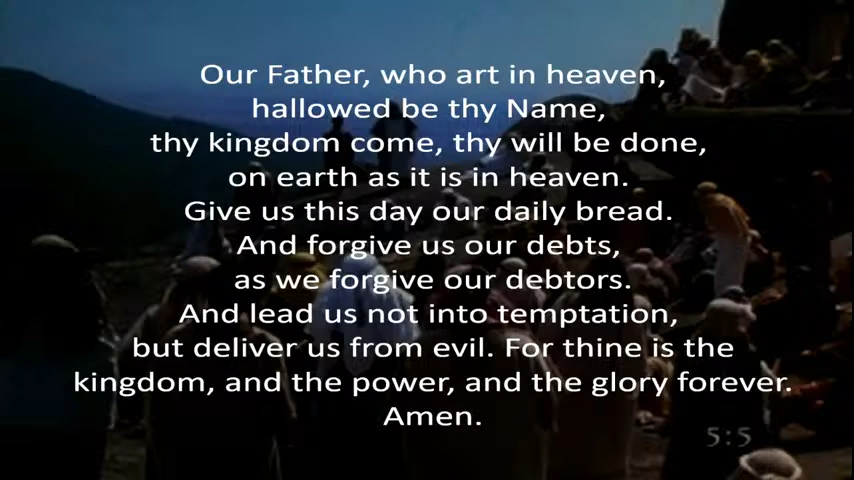 Our Father, who art in heaven,
hallowed be thy Name,
thy kingdom come, thy will be done,
on earth as it is in heaven.
Give us this day our daily bread.
And forgive us our debts,
as we forgive our debtors.
And lead us not into temptation,
but deliver us from evil. For thine is the
kingdom, and the power, and the glory forever.
Amen.
5:5